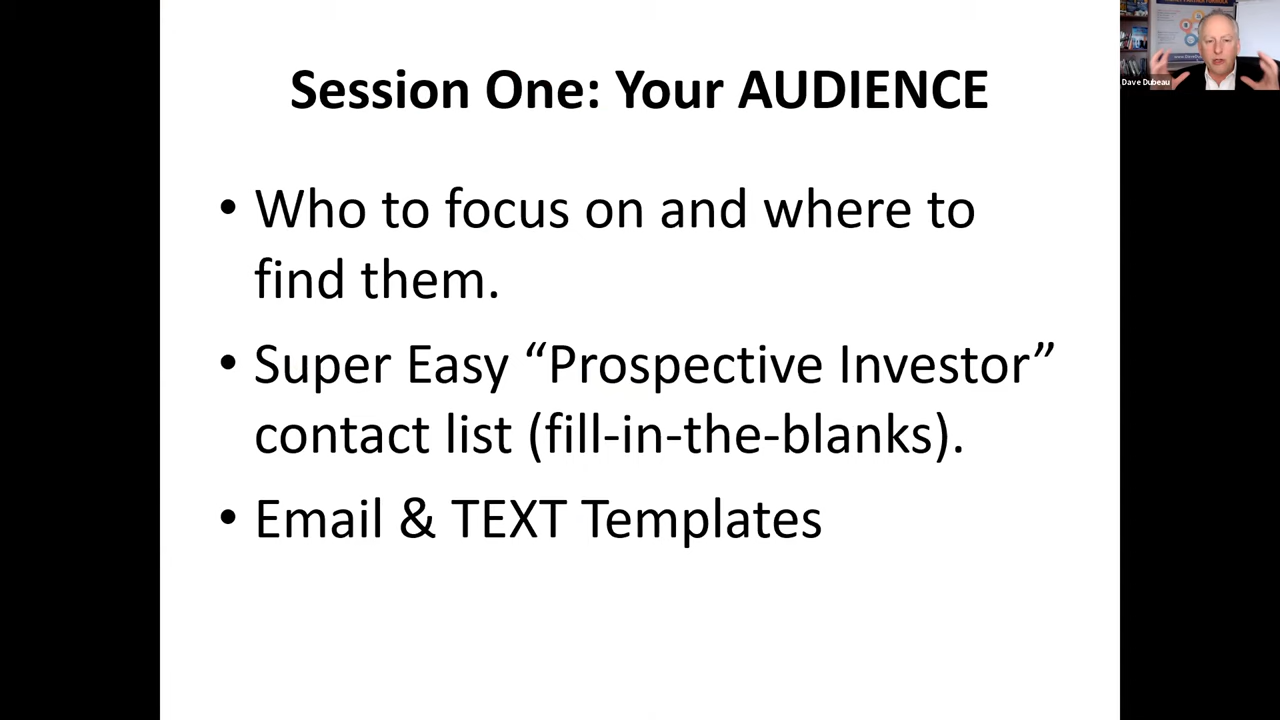 Session One: Your AUDIENCE
• Who to focus on and where to
find them.
• Super Easy “Prospective Investor”
contact list (fill-in-the-blanks).
• Email & TEXT Templates
Dave Dubeau